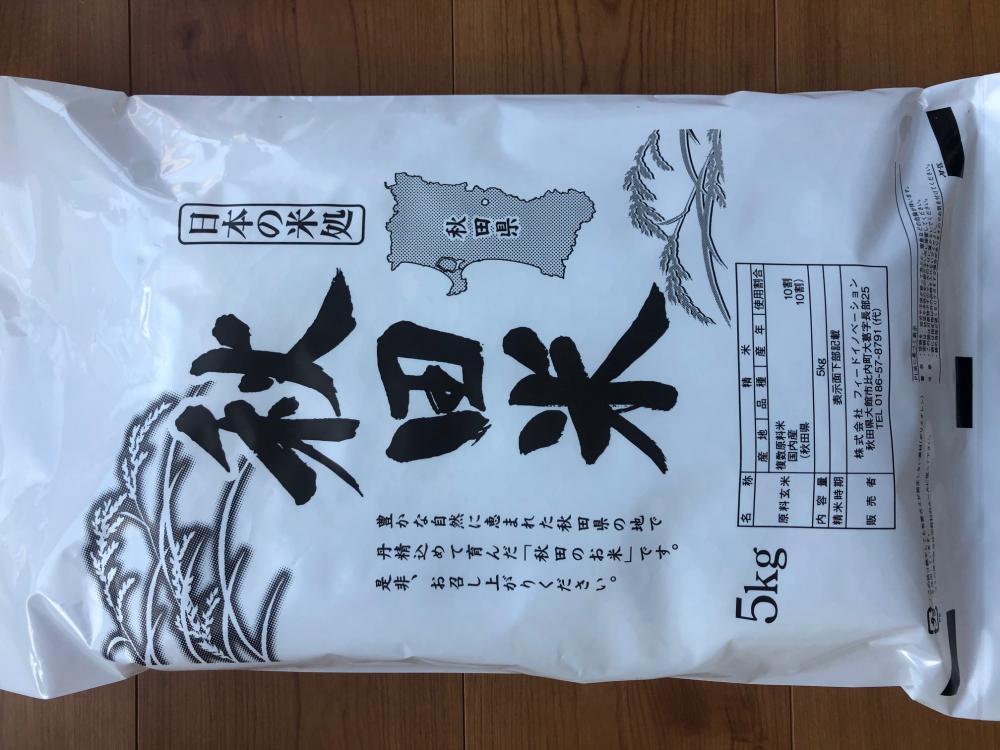 日本の米処
秋田県
秋田米
豊かな自然に恵まれた秋田県の地で
丹精込めて育んだ「秋田のお米」です。
是非、お召し上がりください。
5kg
名称 精米
原料玄米 産地 品種 産年 使用割合
複数原料米 10割
国内産 10割
(秋田県 )
内容量 5kg
精米時期 表示面下部記載
販売者 株式会社 フィードイノベーション
秋田県大館市比内町大葛字長部25
TEL 0186-57-8791(代)